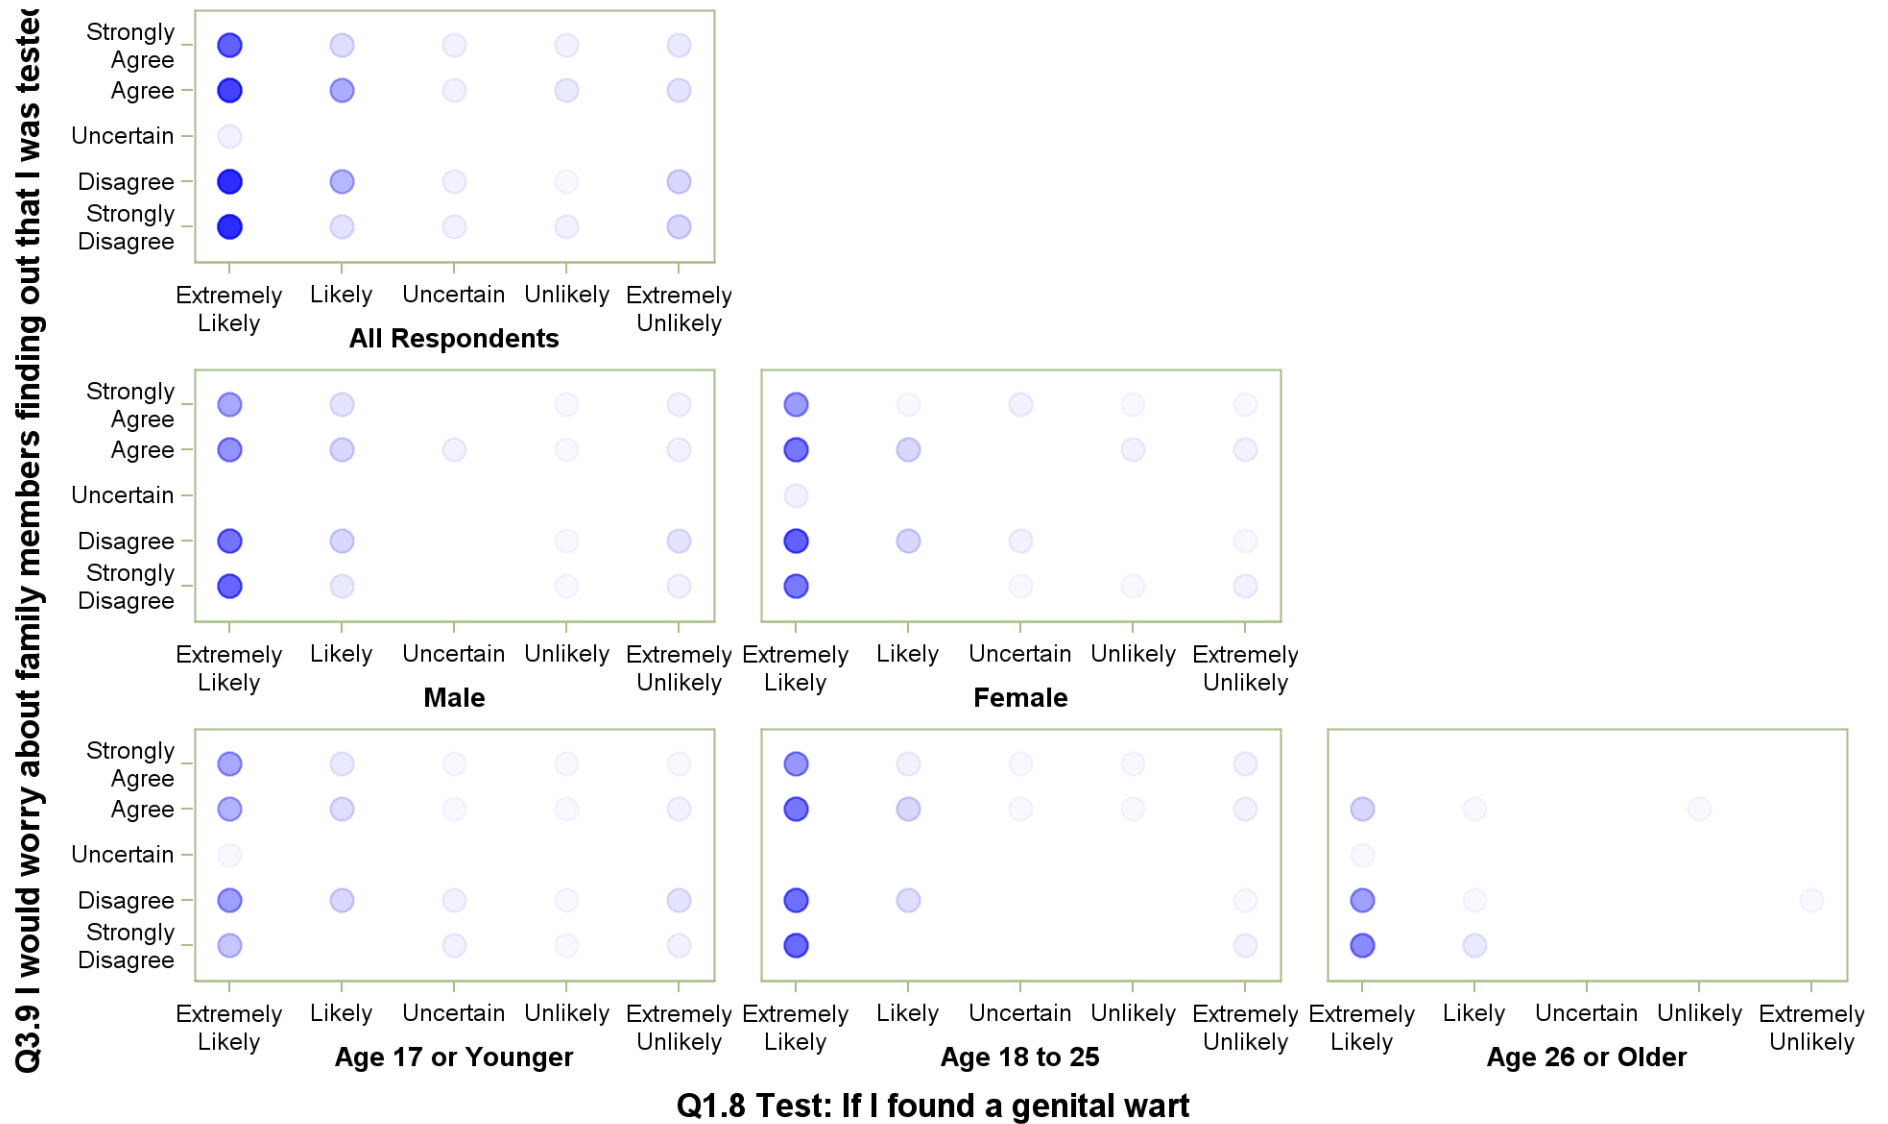 Q3.9 I would worry about family members finding out that I was tested
Strongly
Agree
Agree
Uncertain
Disagree
Strongly
Disagree
Extremely Likely Uncertain Unlikely Extremely
Likely Unlikely
All Respondents
Strongly
Agree
Agree
Uncertain
Disagree
Strongly
Disagree
Extremely Likely Uncertain Unlikely Extremely Extremely Likely Uncertain Unlikely Extremely
Likely Unlikely Likely Unlikely
Male Female
Strongly
Agree
Agree
Uncertain
Disagree
Strongly
Disagree
Extremely Likely Uncertain Unlikely Extremely Extremely Likely Uncertain Unlikely Extremely Extremely Likely Uncertain Unlikely Extremely
Likely Unlikely Likely Unlikely Likely Unlikely
Age 17 or Younger Age 18 to 25 Age 26 or Older
Q1.8 Test: If I found a genital wart